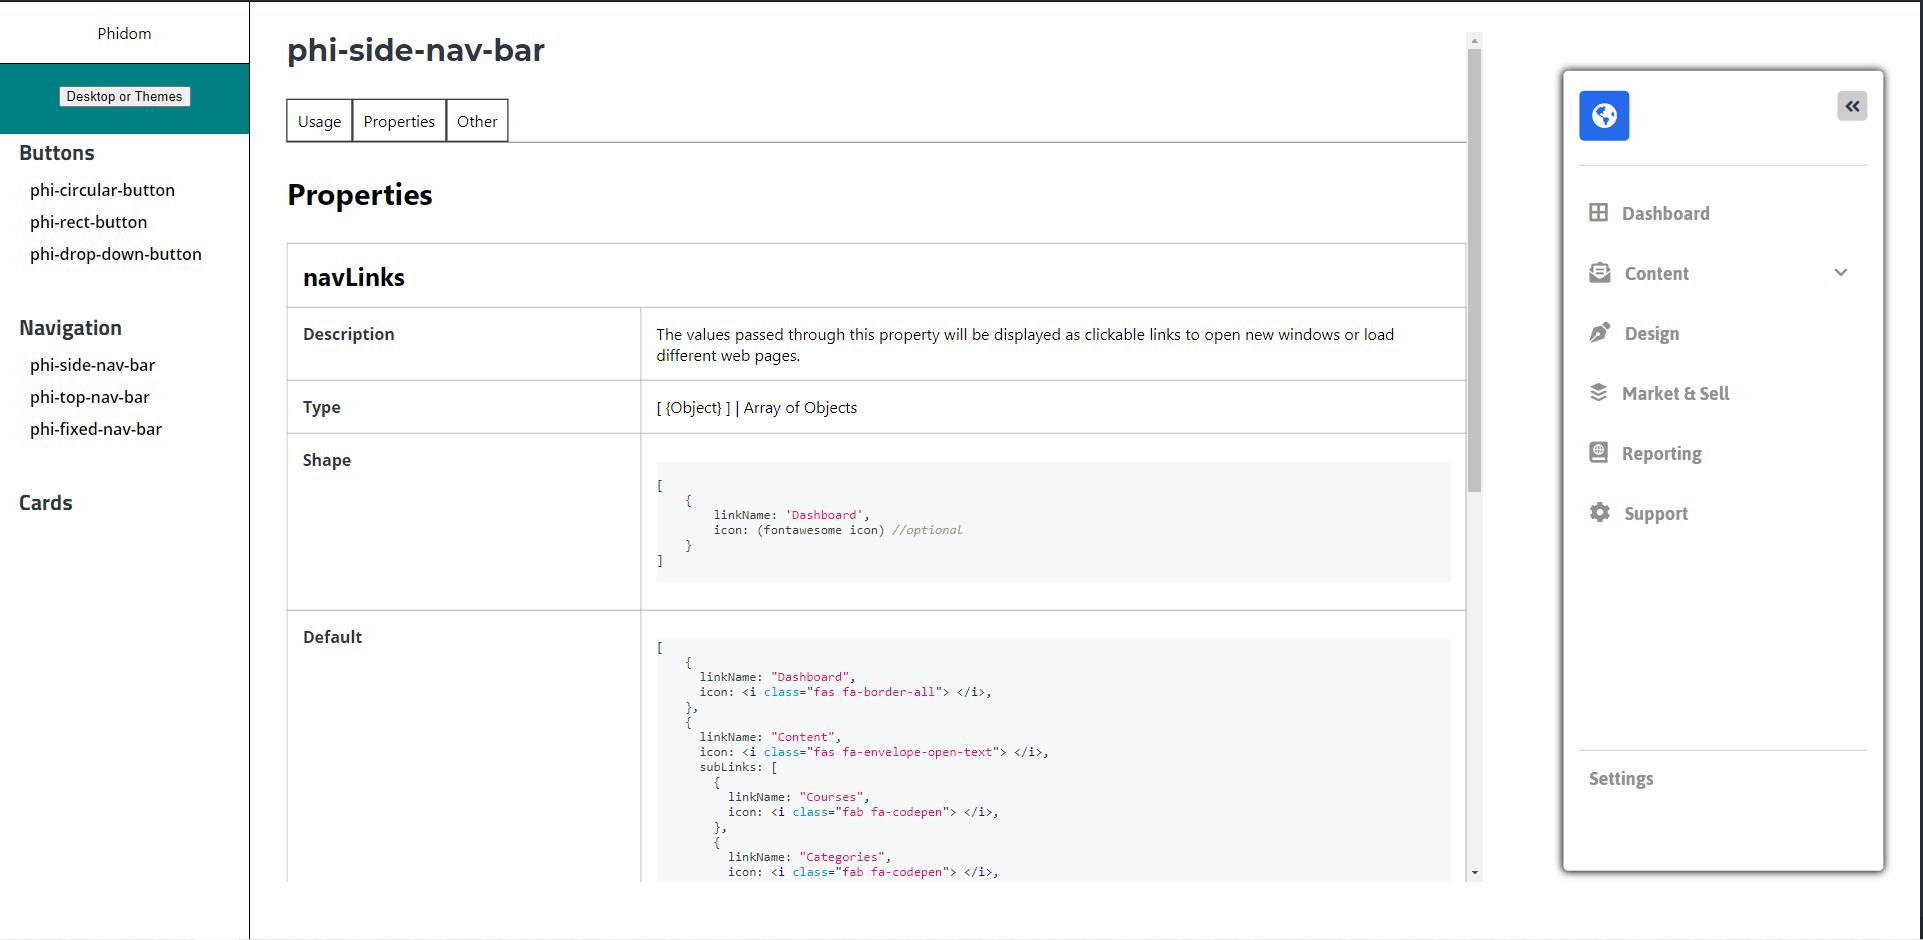 Phidom
Desktop or Themes
Buttons
phi-circular-button
phi-rect-button
phi-drop-down-button
Navigation
phi-side-nav-bar
phi-top-nav-bar
phi-fixed-nav-bar
Cards
phi-side-nav-bar
Usage Properties Other
Properties
navLinks
Description
The values passed through this property will be displayed as clickable links to open new windows or load
different web pages.
Type
[ {Object} ] | Array of Objects
Shape
[
{
linkName: 'Dashboard',
icon: (fontawesome icon) //optional
}
]
Default
[
{
linkName: "Dashboard",
icon: <i class="fas fa-border-all"> </i>,
},
{
linkName: "Content",
icon: <i class="fas fa-envelope-open-text"> </i>,
subLinks: [
{
linkName: "Courses",
icon: <i class="fab fa-codepen"> </i>,
},
{
linkName: "Categories",
icon: <i class="fab fa-codepen"> </i>,
Dashboard
Content
Design
Market & Sell
Reporting
Support
Settings